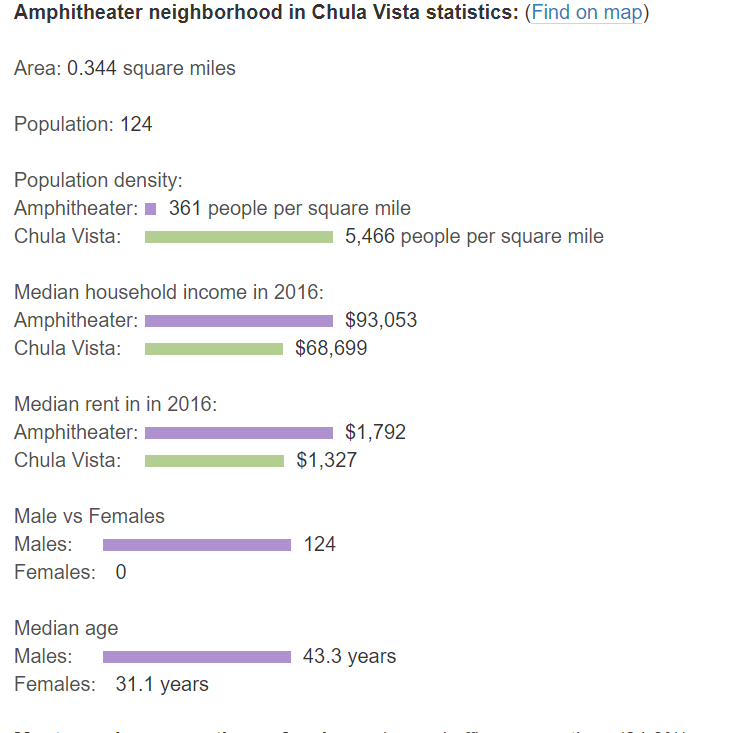 Amphitheater neighborhood in Chula Vista statistics: (Find on map)
Area: 0.344 square miles
Population: 124
Population density:
Amphitheater: 361 people per square mile
Chula Vista: 5,466 people per square mile
Median household income in 2016:
Amphitheater: $93,053
Chula Vista: $68,699
Median rent in in 2016:
Amphitheater: $1,792
Chula Vista: $1,327
Male vs Females
Males: 124
Females: 0
Median age
Males: 43.3 years
Females: 31.1 years